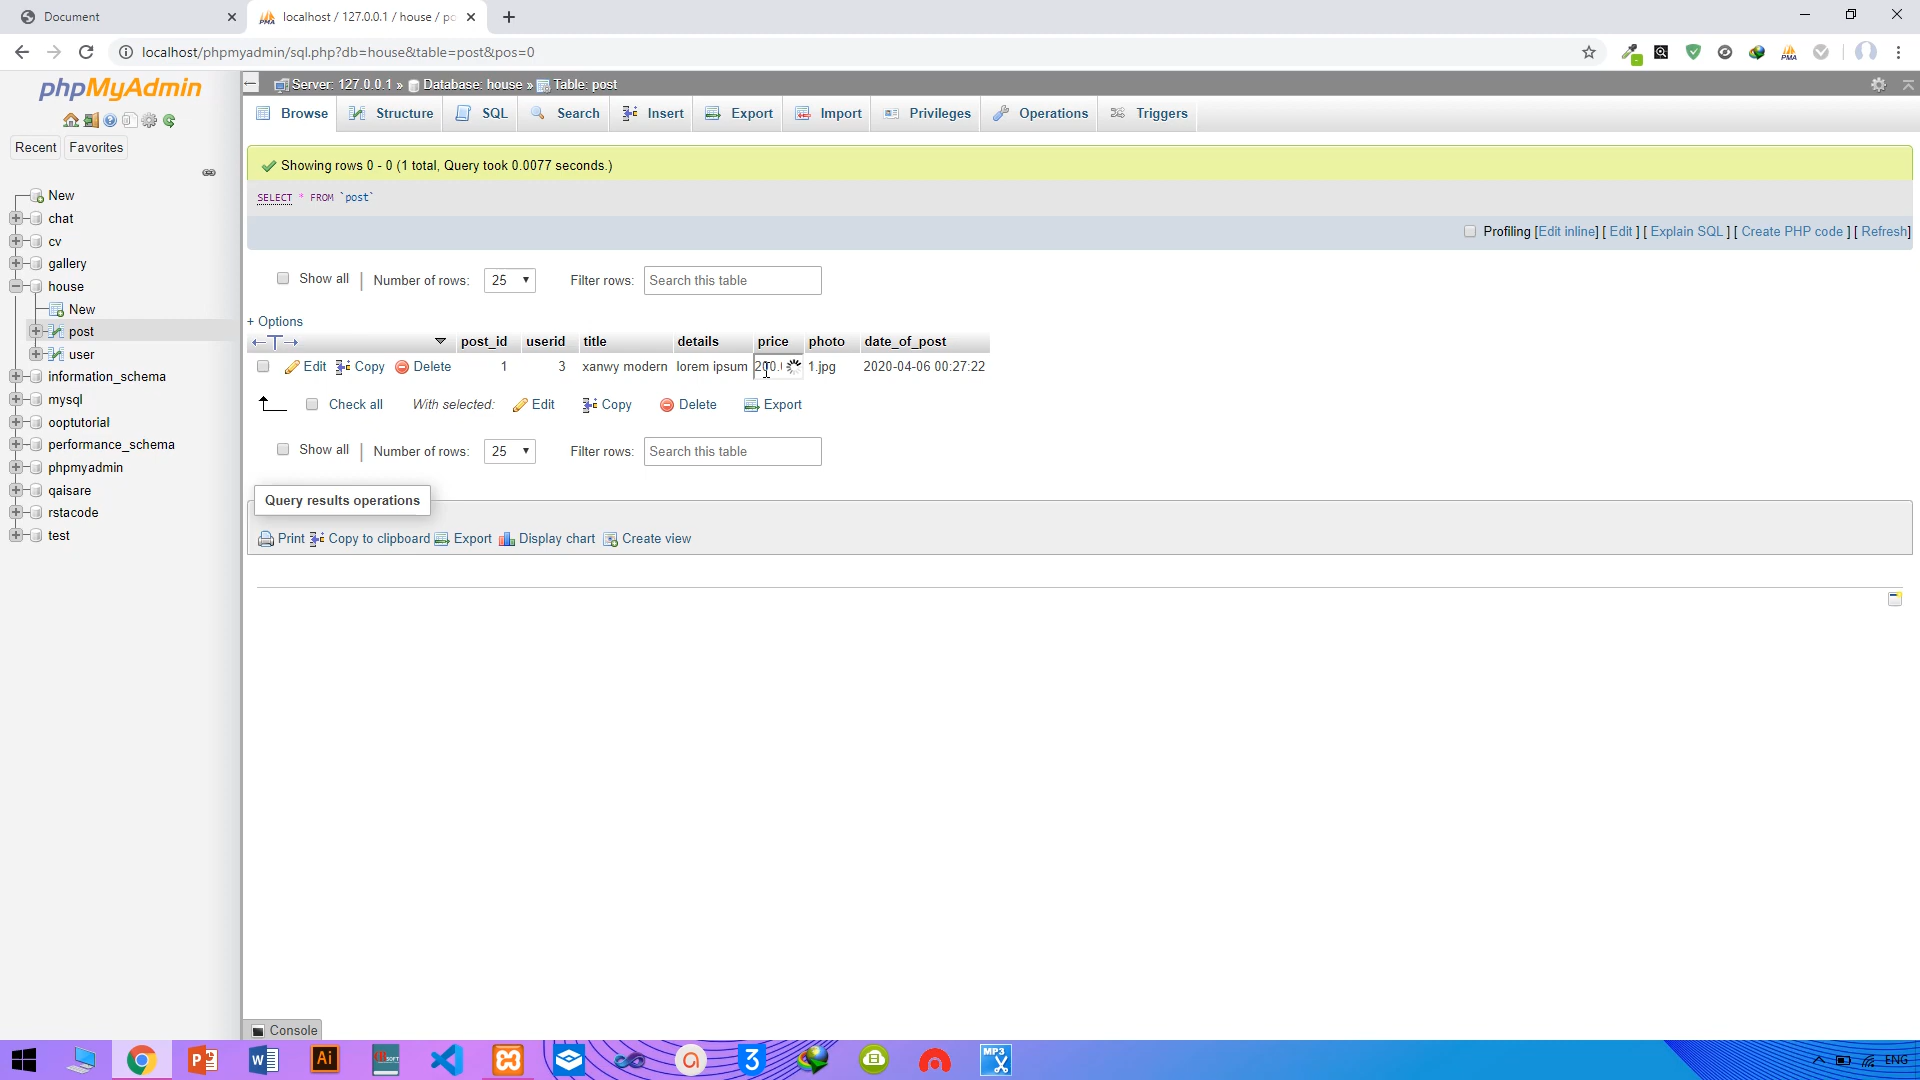 Document
localhost / 127.0.0.1 / house / po
localhost/phpmyadmin/sql.php?db=house&table=post&pos=0
phpMyAdmin
Server: 127.0.0.1 » Database: house » Table: post
Browse Structure SQL Search Insert Export Import Privileges Operations Triggers
Recent Favorites
Showing rows 0 - 0 (1 total, Query took 0.0077 seconds.)
SELECT * FROM `post`
Profiling [Edit inline] [ Edit ] [ Explain SQL ] [ Create PHP code ] [ Refresh]
New
chat
cv
gallery
house
New
post
user
information_schema
mysql
ooptutorial
performance_schema
phpmyadmin
qaisare
rstacode
test
Show all Number of rows: 25 Filter rows: Search this table
+ Options
post_id userid title details price photo date_of_post
Edit Copy Delete 1 3 xanwy modern lorem ipsum 1.jpg 2020-04-06 00:27:22
Check all With selected: Edit Copy Delete Export
Show all Number of rows: 25 Filter rows: Search this table
Query results operations
Print Copy to clipboard Export Display chart Create view
Console
ENG